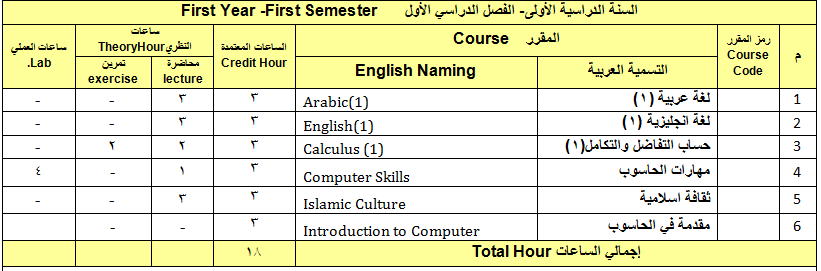 السنة الدراسية الأولى- الفصل الدراسي الأول First Year -First Semester
م
رمز المقرر Course Code
المقرر Course
التسمية العربية
English Naming
الساعات المعتمدة Credit Hour
ساعات النظري TheoryHour
محاضرة lecture
تمرين exercise
ساعات العملي Lab.
1 لغة عربية (١) Arabic(1) ٣ ٣ - -
2 لغة انجليزية (١) English(1) ٣ ٣ - -
3 حساب التفاضل والتكامل(١) Calculus (1) ٣ ٢ ٢ -
4 مهارات الحاسوب Computer Skills ٣ ١ - ٤
5 ثقافة اسلامية Islamic Culture ٣ ٣ - -
6 مقدمة في الحاسوب Introduction to Computer ٣ - -
إجمالي الساعات Total Hour ١٨